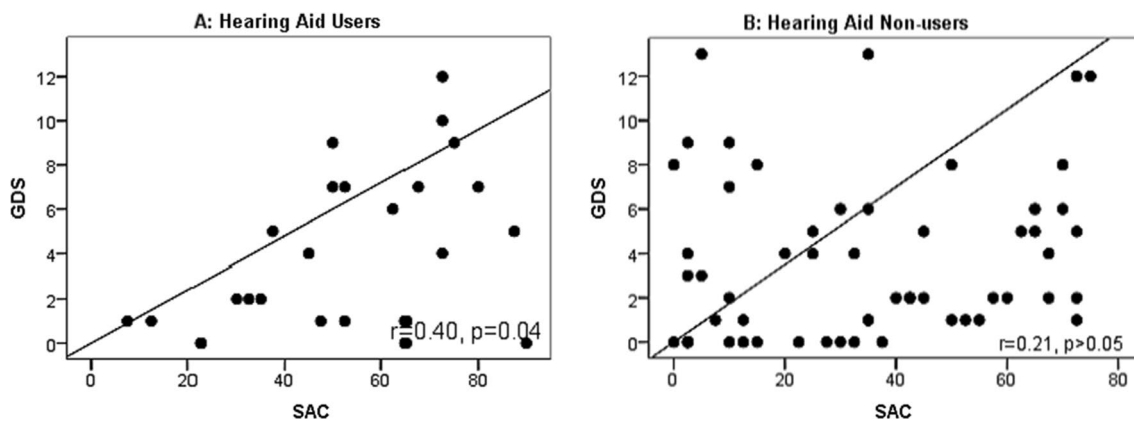 A: Hearing Aid Users
12
10
8
6
4
2
0
GDS
r=0.40, p=0.04
0 20 40 60 80
SAC
B: Hearing Aid Non-users
12
10
8
6
4
2
0
GDS
r=0.21, p>0.05
0 20 40 60 80
SAC